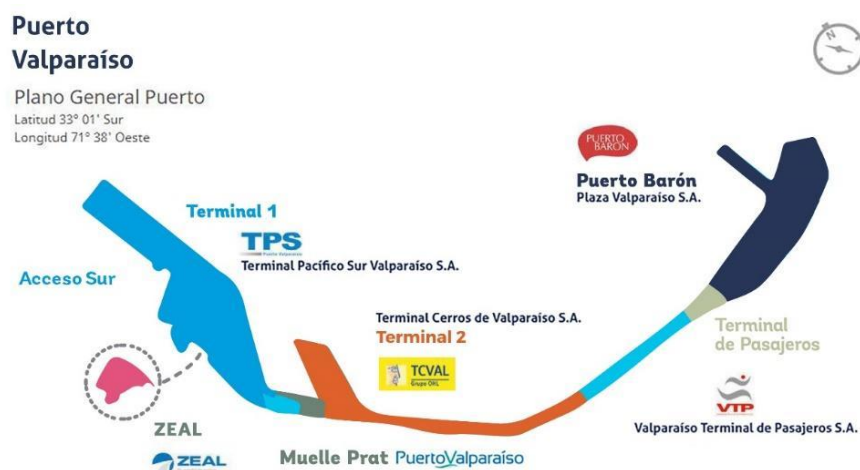 Puerto
Valparaíso
Plano General Puerto
Latitud 33° 01' Sur
Longitud 71° 38' Oeste
N
PUERTO
BARÓN
Puerto Barón
Plaza Valparaíso S.A.
Terminal 1
TPS
Terminal Pacífico Sur Valparaíso S.A.
Acceso Sur
Terminal Cerros de Valparaíso S.A.
Terminal 2
TCVAL
Grupo OHL
Terminal
de Pasajeros
VTP
Valparaíso Terminal de Pasajeros S.A.
ZEAL
ZEAL
Muelle Prat PuertoValparaíso